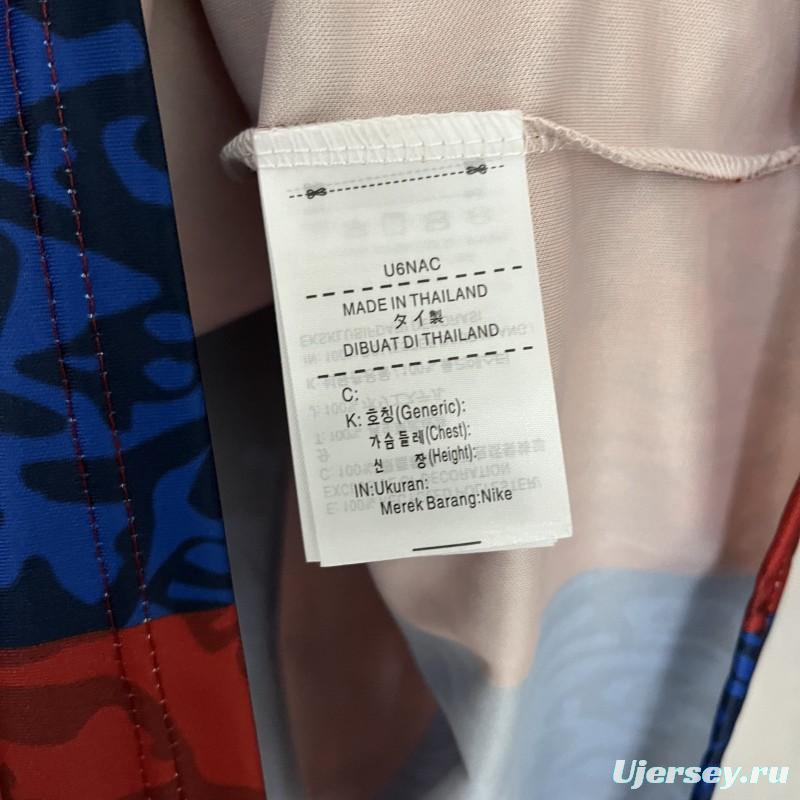 U6NAC
MADE IN THAILAND
タイ製
DIBUAT DI THAILAND
C:
K: 호칭(Generic):
가슴둘레(Chest):
신 장(Height):
IN:Ukuran:
Merek Barang:Nike
Ujersey.ru